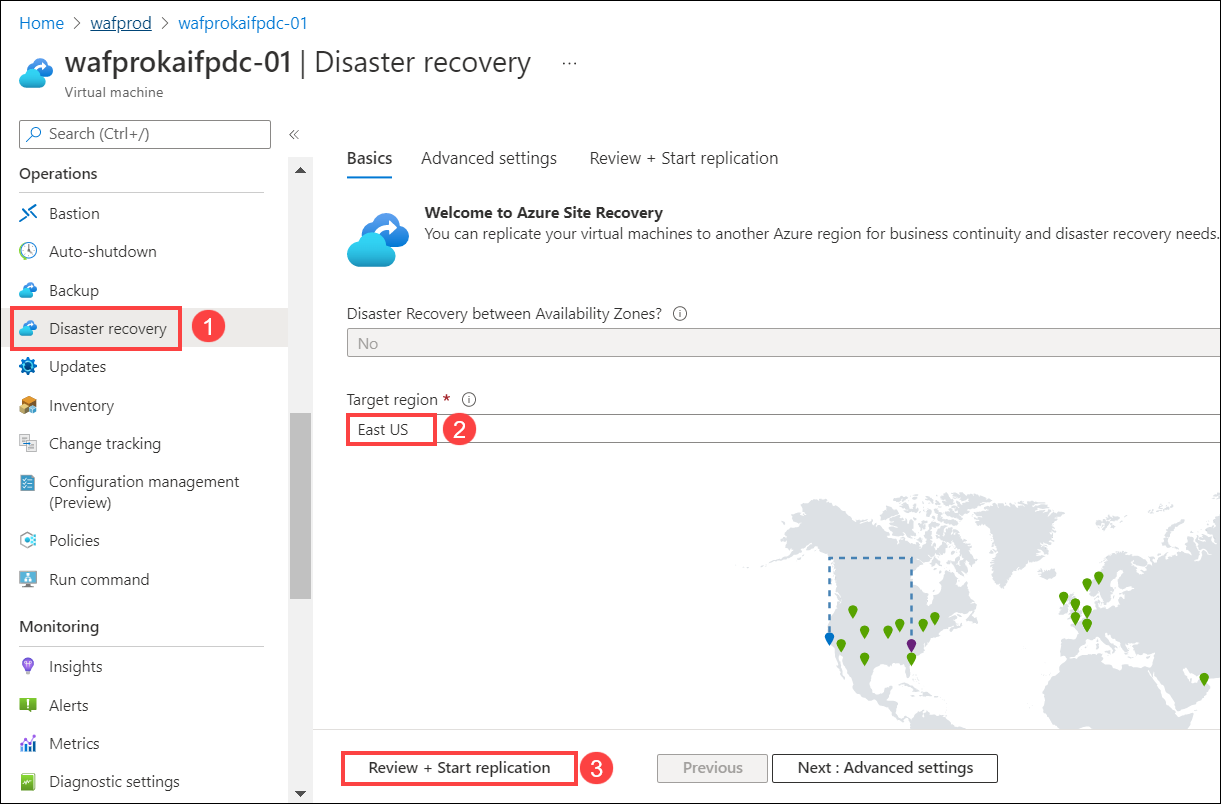 Home > wafprod > wafprokaifpdc-01
wafprokaifpdc-01 | Disaster recovery ...
Virtual machine
Search (Ctrl+/) «
Operations
Bastion
Auto-shutdown
Backup
Disaster recovery 1
Updates
Inventory
Change tracking
Configuration management
(Preview)
Policies
Run command
Monitoring
Insights
Alerts
Metrics
Diagnostic settings
Basics Advanced settings Review + Start replication
Welcome to Azure Site Recovery
You can replicate your virtual machines to another Azure region for business continuity and disaster recovery needs.
Disaster Recovery between Availability Zones?
No
Target region *
East US 2
Review + Start replication 3 Previous Next : Advanced settings